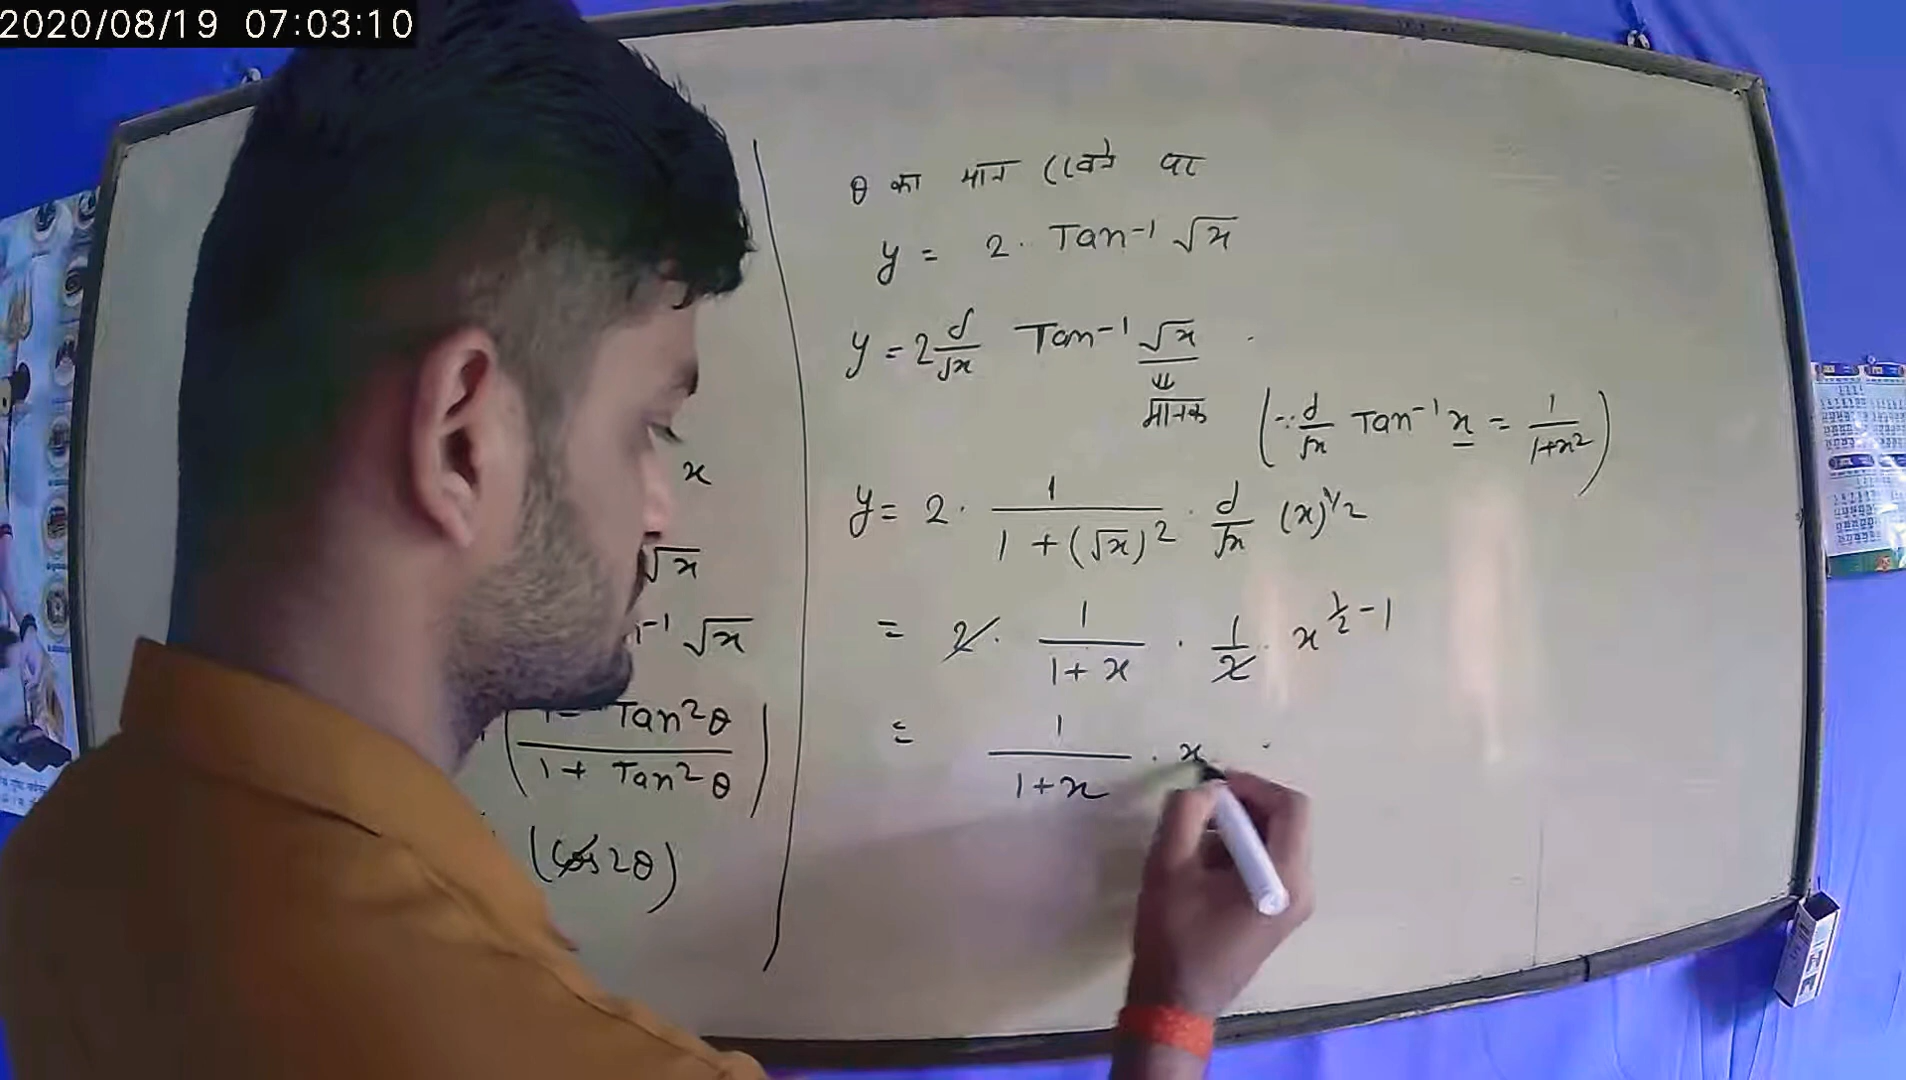 2020/08/19 07:03:10
x
√x
n⁻¹ √x
Tan²θ
1 + Tan²θ
(cos2θ)
θ का मान रखने पर
y = 2 · Tan⁻¹ √x
y = 2 d/dx Tan⁻¹ √x
मानक
(∵ d/dx Tan⁻¹ x = 1/1+x²)
y = 2 · 1/1 + (√x)² · d/dx (x)^1/2
= 2 · 1/1 + x · 1/2 · x^1/2 - 1
= 1/1+x · x